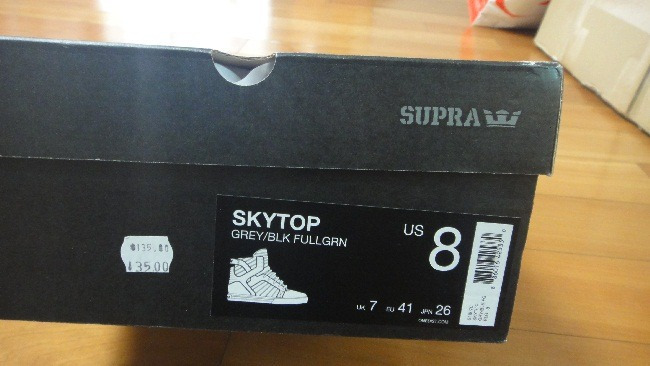 SUPRA
SKYTOP
GREY/BLK FULLGRN
US 8
UK 7 EU 41 JPN 26
135.00